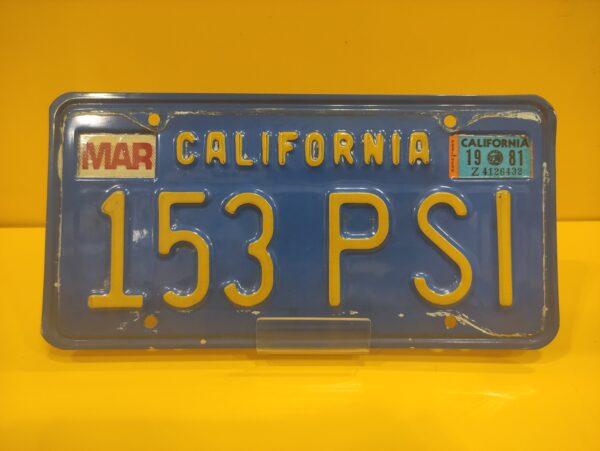 MAR
CALIFORNIA
CALIFORNIA
19 81
Z 4126432
153 PSI